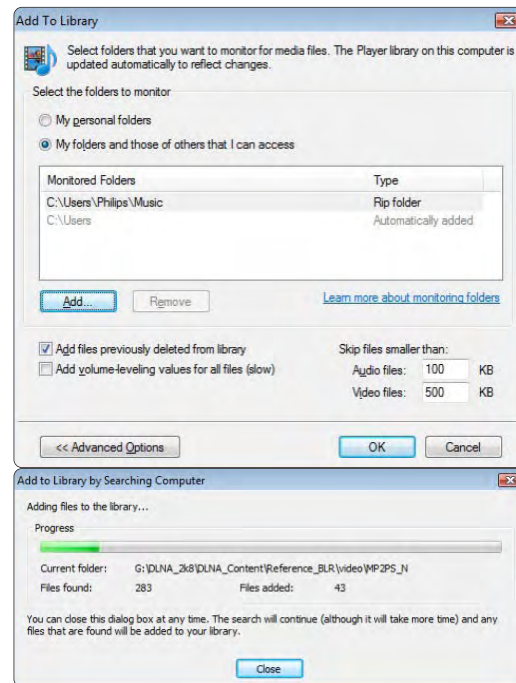 Add To Library
Select folders that you want to monitor for media files. The Player library on this computer is
updated automatically to reflect changes.
Select the folders to monitor
My personal folders
My folders and those of others that I can access
Monitored Folders Type
C:\Users\Philips\Music Rip folder
C:\Users Automatically added
Add... Remove Learn more about monitoring folders
Add files previously deleted from library Skip files smaller than:
Add volume-leveling values for all files (slow) Audio files: 100 KB
Video files: 500 KB
<< Advanced Options OK Cancel
Add to Library by Searching Computer
Adding files to the library...
Progress
Current folder: G:\DLNA_2k8\DLNA_Content\Reference_BLR\video\MP2PS_N
Files found: 283 Files added: 43
You can close this dialog box at any time. The search will continue (although it will take more time) and any
files that are found will be added to your library.
Close